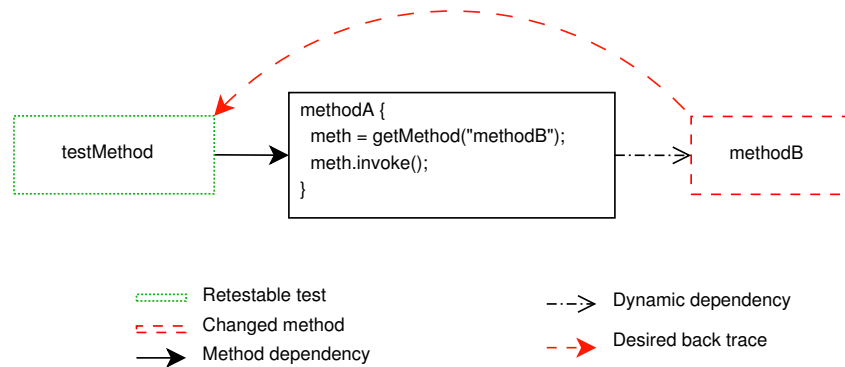 testMethod
methodA {
meth = getMethod("methodB");
meth.invoke();
}
methodB
Retestable test
Changed method
Method dependency
Dynamic dependency
Desired back trace